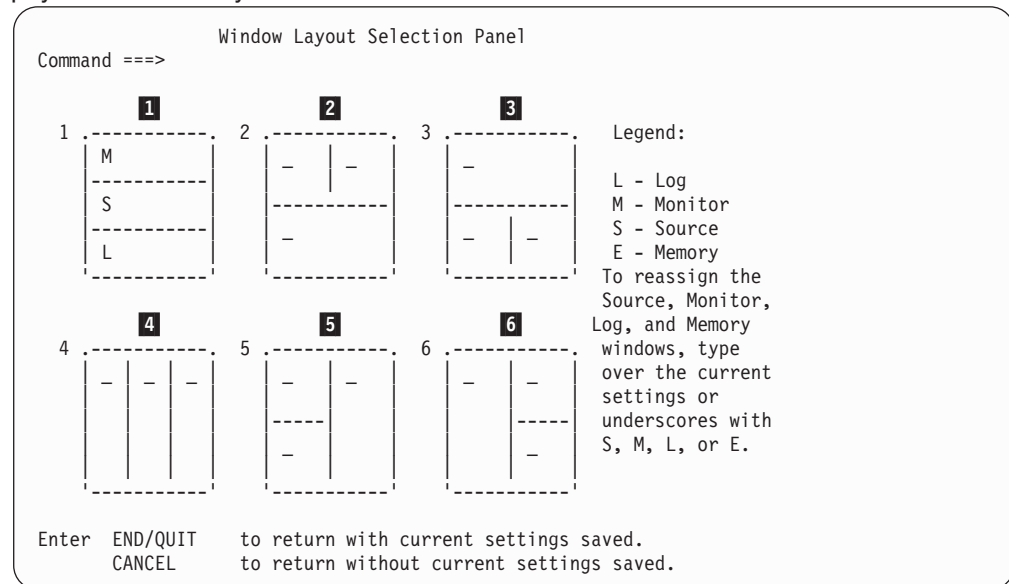 Window Layout Selection Panel
Command ===>
1 2 3
1 .-----------. 2 .-----------. 3 .-----------. Legend:
M _ _ _
L - Log
M - Monitor
S _ _ _ S - Source
L E - Memory
To reassign the
Source, Monitor,
4 5 6 Log, and Memory
4 .-----------. 5 .-----------. 6 .-----------. windows, type
_ _ _ _ _ _ _ over the current
settings or
underscores with
_ _ S, M, L, or E.
Enter END/QUIT to return with current settings saved.
CANCEL to return without current settings saved.